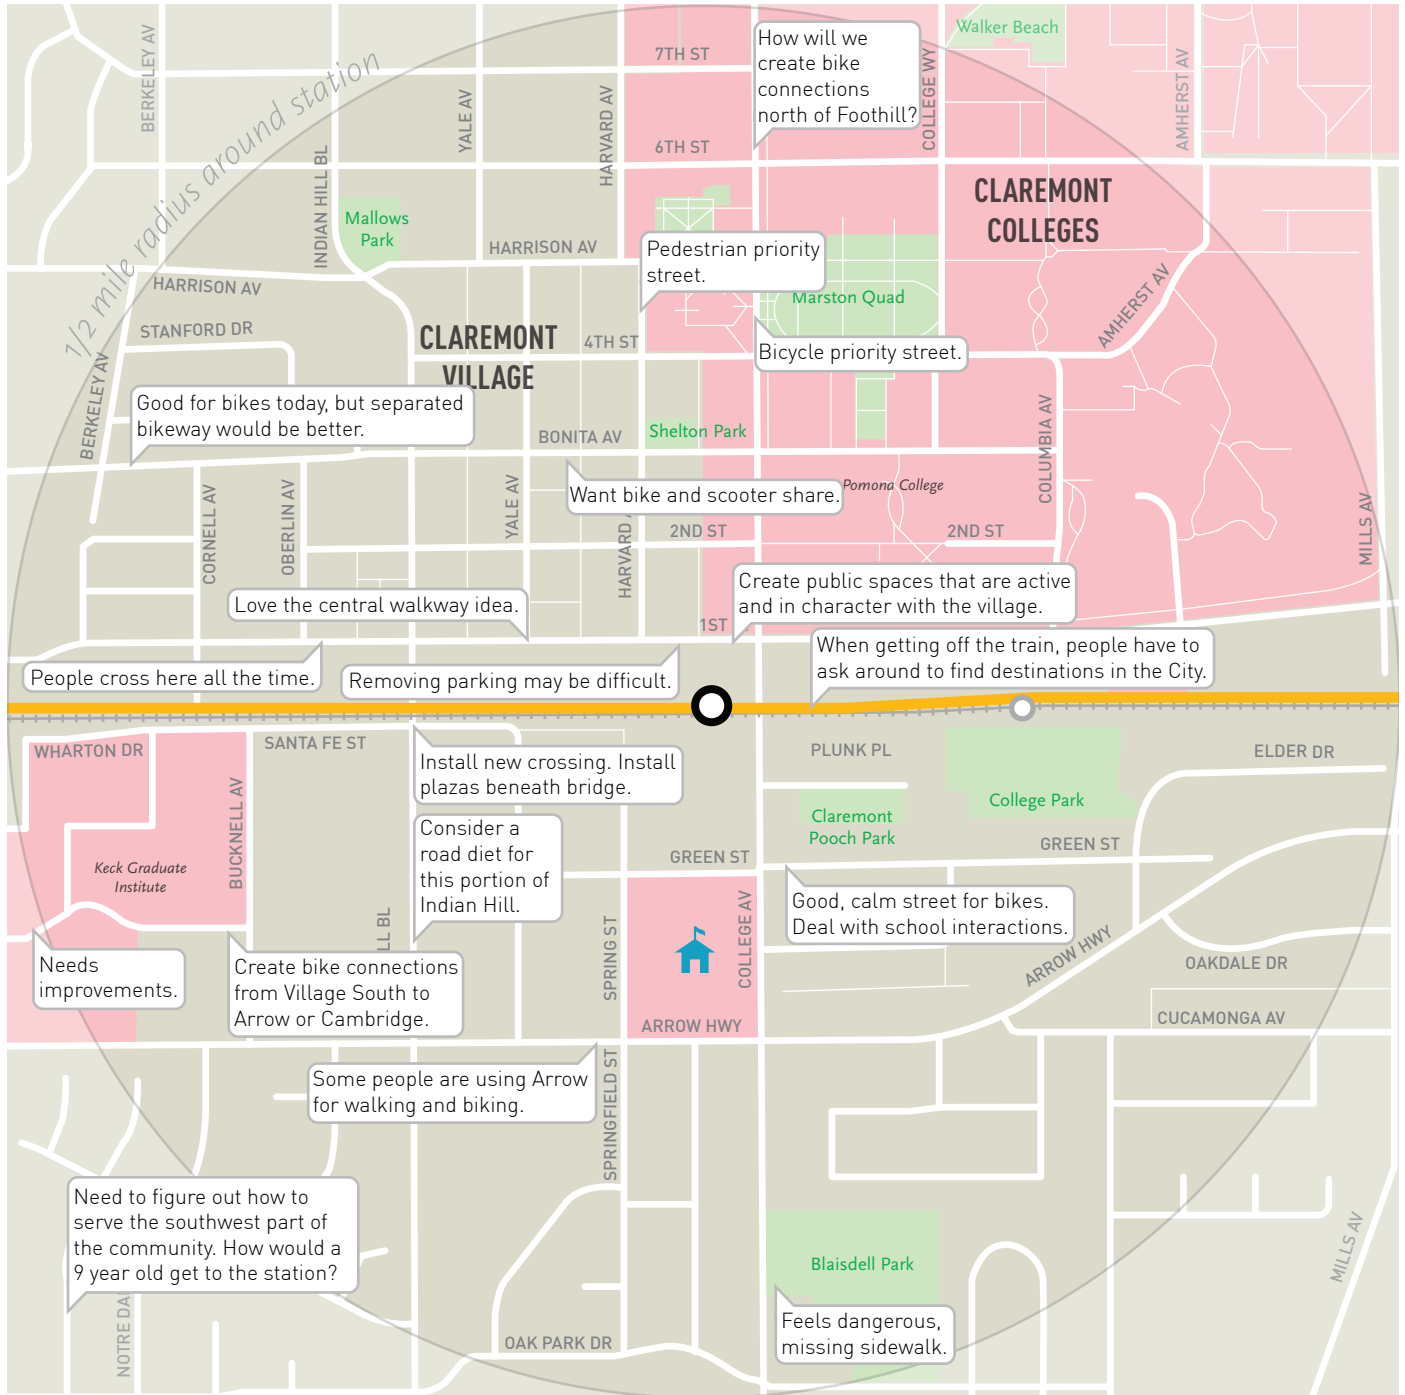 Walker Beach
7TH ST
How will we
create bike
connections
north of Foothill?
BERKELEY AV
YALE AV
HARVARD AV
COLLEGE WY
AMHERST AV
1/2 mile radius around station
6TH ST
INDIAN HILL BL
CLAREMONT
COLLEGES
Mallows
Park
HARRISON AV
Pedestrian priority
street.
HARRISON AV
Marston Quad
AMHERST AV
STANFORD DR
CLAREMONT
VILLAGE
4TH ST
Bicycle priority street.
BERKELEY AV
Good for bikes today, but separated
bikeway would be better.
BONITA AV
Shelton Park
COLUMBIA AV
Want bike and scooter share.
Pomona College
CORNELL AV
OBERLIN AV
YALE AV
HARVARD A
2ND ST
2ND ST
MILLS AV
Create public spaces that are active
and in character with the village.
Love the central walkway idea.
1ST
When getting off the train, people have to
ask around to find destinations in the City.
People cross here all the time.
Removing parking may be difficult.
WHARTON DR
SANTA FE ST
Install new crossing. Install
plazas beneath bridge.
PLUNK PL
ELDER DR
BUCKNELL AV
College Park
Claremont
Pooch Park
Consider a
road diet for
this portion of
Indian Hill.
GREEN ST
GREEN ST
Keck Graduate
Institute
LL BL
SPRING ST
COLLEGE AV
Good, calm street for bikes.
Deal with school interactions.
ARROW HWY
OAKDALE DR
Needs
improvements.
Create bike connections
from Village South to
Arrow or Cambridge.
ARROW HWY
CUCAMONGA AV
Some people are using Arrow
for walking and biking.
SPRINGFIELD ST
Need to figure out how to
serve the southwest part of
the community. How would a
9 year old get to the station?
NOTRE DA
Blaisdell Park
MILLS AV
Feels dangerous,
missing sidewalk.
OAK PARK DR